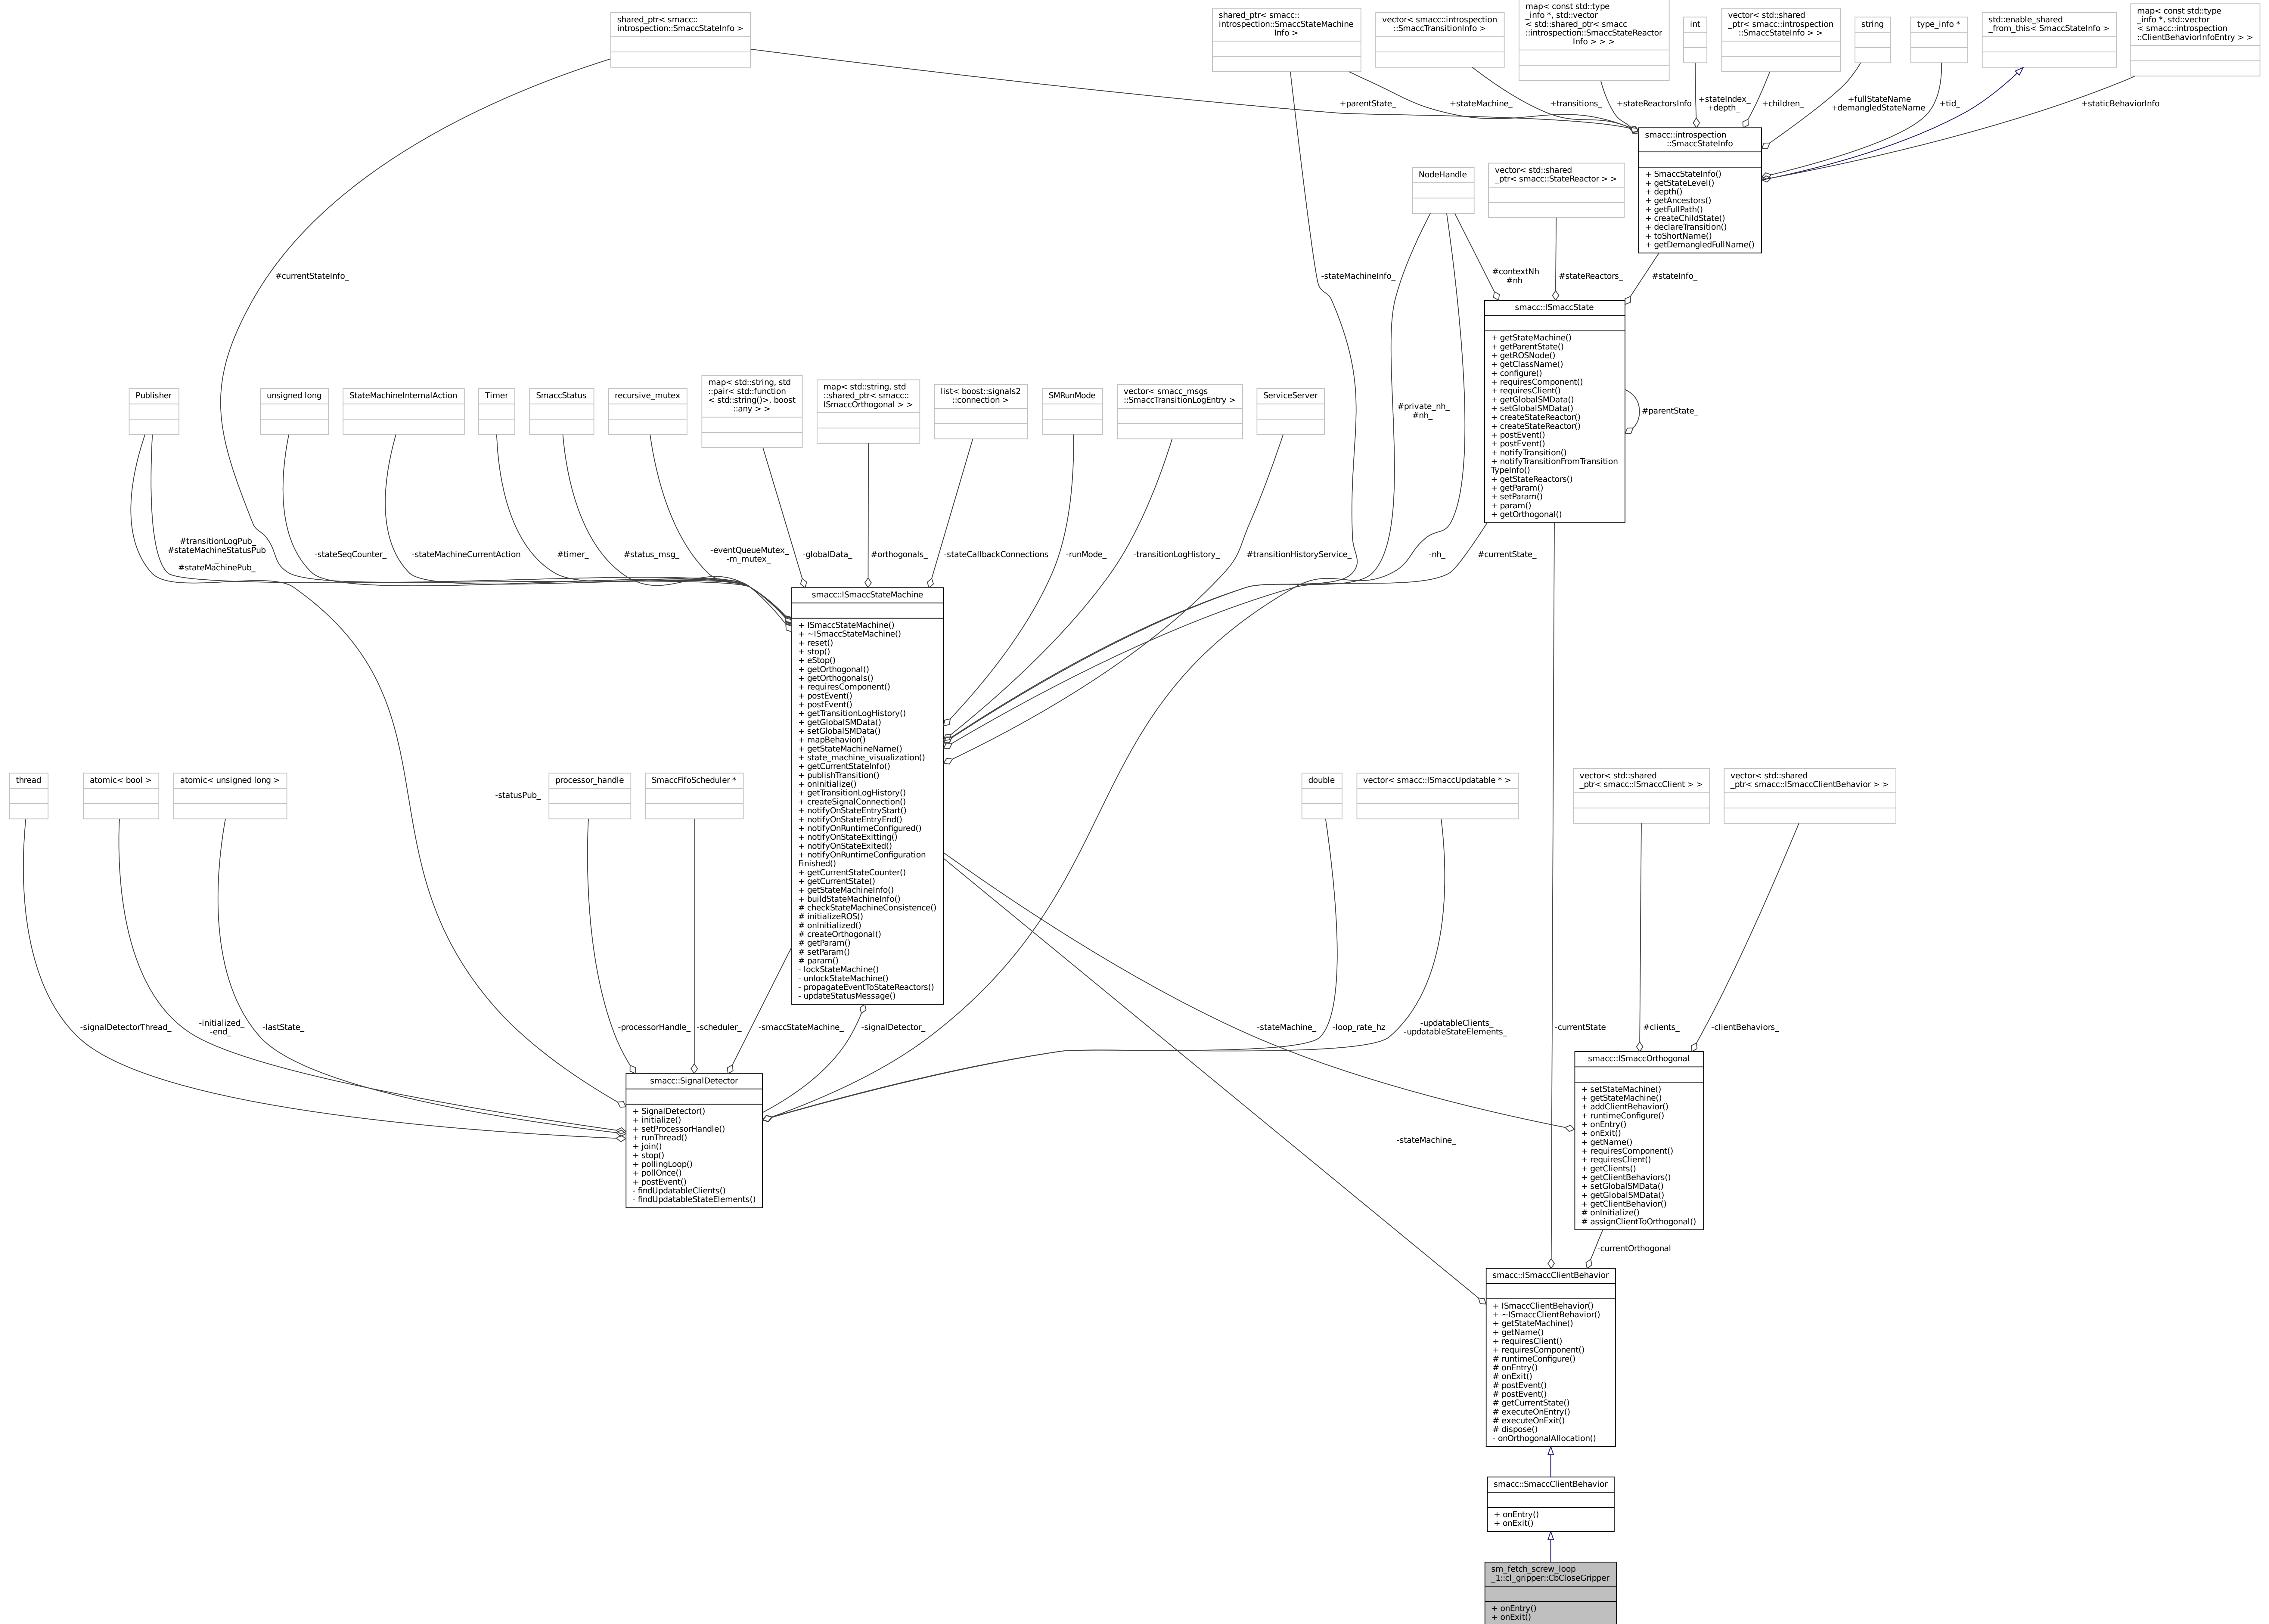 shared_ptr< smacc::
introspection::SmaccStateInfo >
shared_ptr< smacc::
introspection::SmaccStateMachine
Info >
vector< smacc::introspection
::SmaccTransitionInfo >
map< const std::type
_info *, std::vector
< std::shared_ptr< smacc
::introspection::SmaccStateReactor
Info > > >
int
vector< std::shared
_ptr< smacc::introspection
::SmaccStateInfo > >
string
type_info *
std::enable_shared
_from_this< SmaccStateInfo >
map< const std::type
_info *, std::vector
< smacc::introspection
::ClientBehaviorInfoEntry > >
+parentState_
+stateMachine_
+transitions_
+stateReactorsInfo
+stateIndex_
+depth_
+children_
+fullStateName
+demangledStateName
+tid_
+staticBehaviorInfo
smacc::introspection
::SmaccStateInfo
+ SmaccStateInfo()
+ getStateLevel()
+ depth()
+ getAncestors()
+ getFullPath()
+ createChildState()
+ declareTransition()
+ toShortName()
+ getDemangledFullName()
NodeHandle
vector< std::shared
_ptr< smacc::StateReactor > >
#currentStateInfo_
-stateMachineInfo_
#contextNh
#nh
#stateReactors_
#stateInfo_
smacc::ISmaccState
+ getStateMachine()
+ getParentState()
+ getROSNode()
+ getClassName()
+ configure()
+ requiresComponent()
+ requiresClient()
+ getGlobalSMData()
+ setGlobalSMData()
+ createStateReactor()
+ createStateReactor()
+ postEvent()
+ postEvent()
+ notifyTransition()
+ notifyTransitionFromTransition
TypeInfo()
+ getStateReactors()
+ getParam()
+ setParam()
+ param()
+ getOrthogonal()
#parentState_
Publisher
unsigned long
StateMachineInternalAction
Timer
SmaccStatus
recursive_mutex
map< std::string, std
::pair< std::function
< std::string()>, boost
::any > >
map< std::string, std
::shared_ptr< smacc::
ISmaccOrthogonal > >
list< boost::signals2
::connection >
SMRunMode
vector< smacc_msgs
::SmaccTransitionLogEntry >
ServiceServer
#private_nh_
#nh_
#transitionLogPub_
#stateMachineStatusPub
_
#stateMachinePub_
-stateSeqCounter_
-stateMachineCurrentAction
#timer_
#status_msg_
-eventQueueMutex_
-m_mutex_
-globalData_
#orthogonals_
-stateCallbackConnections
-runMode_
-transitionLogHistory_
#transitionHistoryService_
-nh_
#currentState_
smacc::ISmaccStateMachine
+ ISmaccStateMachine()
+ ~ISmaccStateMachine()
+ reset()
+ stop()
+ eStop()
+ getOrthogonal()
+ getOrthogonals()
+ requiresComponent()
+ postEvent()
+ postEvent()
+ getTransitionLogHistory()
+ getGlobalSMData()
+ setGlobalSMData()
+ mapBehavior()
+ getStateMachineName()
+ state_machine_visualization()
+ getCurrentStateInfo()
+ publishTransition()
+ onInitialize()
+ getTransitionLogHistory()
+ createSignalConnection()
+ notifyOnStateEntryStart()
+ notifyOnStateEntryEnd()
+ notifyOnRuntimeConfigured()
+ notifyOnStateExitting()
+ notifyOnStateExited()
+ notifyOnRuntimeConfiguration
Finished()
+ getCurrentStateCounter()
+ getCurrentState()
+ getStateMachineInfo()
+ buildStateMachineInfo()
# checkStateMachineConsistence()
# initializeROS()
# onInitialized()
# createOrthogonal()
# getParam()
# setParam()
# param()
- lockStateMachine()
- unlockStateMachine()
- propagateEventToStateReactors()
- updateStatusMessage()
thread
atomic< bool >
atomic< unsigned long >
-statusPub_
processor_handle
SmaccFifoScheduler *
double
vector< smacc::ISmaccUpdatable * >
vector< std::shared
_ptr< smacc::ISmaccClient > >
vector< std::shared
_ptr< smacc::ISmaccClientBehavior > >
-signalDetectorThread_
-initialized_
-end_
-lastState_
-processorHandle_
-scheduler_
-smaccStateMachine_
-signalDetector_
-stateMachine_
-loop_rate_hz
-updatableClients_
-updatableStateElements_
-currentState
#clients_
-clientBehaviors_
smacc::SignalDetector
+ SignalDetector()
+ initialize()
+ setProcessorHandle()
+ runThread()
+ join()
+ stop()
+ pollingLoop()
+ pollOnce()
+ postEvent()
- findUpdatableClients()
- findUpdatableStateElements()
smacc::ISmaccOrthogonal
+ setStateMachine()
+ getStateMachine()
+ addClientBehavior()
+ runtimeConfigure()
+ onEntry()
+ onExit()
+ getName()
+ requiresComponent()
+ requiresClient()
+ getClients()
+ getClientBehaviors()
+ setGlobalSMData()
+ getGlobalSMData()
+ getClientBehavior()
# onInitialize()
# assignClientToOrthogonal()
-stateMachine_
-currentOrthogonal
smacc::ISmaccClientBehavior
+ ISmaccClientBehavior()
+ ~ISmaccClientBehavior()
+ getStateMachine()
+ getName()
+ requiresClient()
+ requiresComponent()
# runtimeConfigure()
# onEntry()
# onExit()
# postEvent()
# postEvent()
# getCurrentState()
# executeOnEntry()
# executeOnExit()
# dispose()
- onOrthogonalAllocation()
smacc::SmaccClientBehavior
+ onEntry()
+ onExit()
sm_fetch_screw_loop
_1::cl_gripper::CbCloseGripper
+ onEntry()
+ onExit()